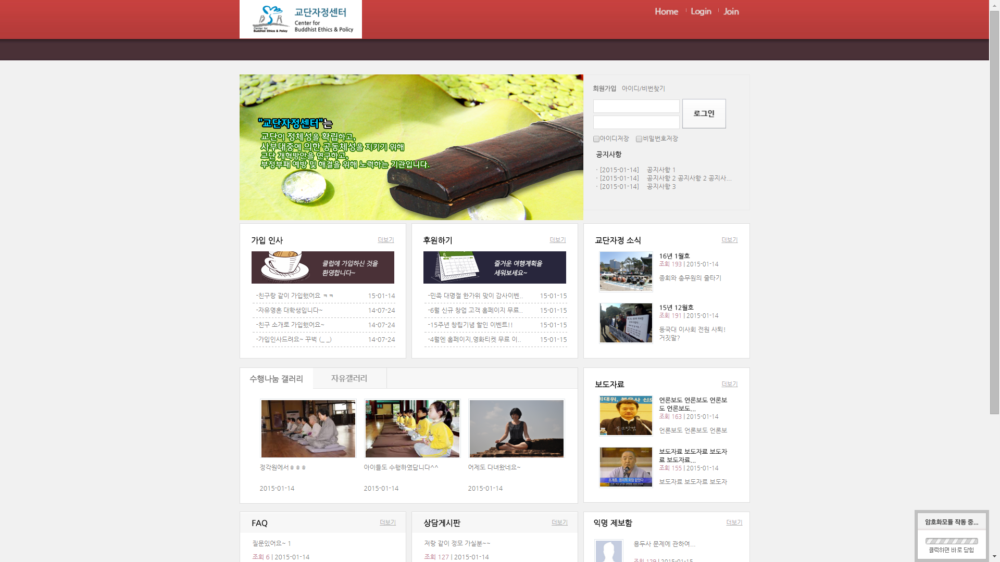 BSR
Center for
Buddhist Ethics & Policy
교단자정센터
Center for
Buddhist Ethics & Policy
Home
Login
Join
"교단자정센터"는
교단이 정체성을 확립하고,
사부대중에 의한 공동체성을 지키기 위해
교단 개혁방안을 연구하고,
부정부패 예방 및 해결을 위해 노력하는 기관입니다.
회원가입 아이디/비번찾기
로그인
아이디저장 비밀번호저장
공지사항
· [2015-01-14] 공지사항 1
· [2015-01-14] 공지사항 2 공지사항 2 공지사...
· [2015-01-14] 공지사항 3
가입 인사 더보기
클럽에 가입하신 것을
환영합니다~
-친구랑 같이 가입했어요 ㅋㅋ 15-01-14
-자유영혼 대학생입니다~ 14-07-24
-친구 소개로 가입했어요~ 14-07-24
-가입인사드려요~ 꾸벅 (_ _) 14-07-24
후원하기 더보기
즐거운 여행계획을
세워보세요~
-민족 대명절 한가위 맞이 감사이벤.. 15-01-15
-6월 신규 창업 고객 홈페이지 무료.. 15-01-15
-15주년 창립기념 할인 이벤트!! 15-01-15
-4월엔 홈페이지,영화티켓 무료 이.. 15-01-15
교단자정 소식 더보기
16년 1월호
조회 193 | 2015-01-14
종회와 총무원의 줄타기
15년 12월호
조회 191 | 2015-01-14
동국대 이사회 전원 사퇴!
거짓말?
수행나눔 갤러리 자유갤러리
정각원에서ㅎㅎㅎ
2015-01-14
아이들도 수행하였답니다^^
2015-01-14
어제도 다녀왔네요~
2015-01-14
보도자료 더보기
언론보도 언론보도 언론보
도 언론보도...
조회 163 | 2015-01-14
언론보도 언론보도 언론보
보도자료 보도자료 보도자
료 보도자료...
조회 155 | 2015-01-14
보도자료 보도자료 보도자
FAQ 더보기
질문있어요~ 1
조회 6 | 2015-01-14
상담게시판 더보기
저랑 같이 정모 가실분~~
조회 127 | 2015-01-14
익명 제보함 더보기
용두사 문제에 관하여...
조회 129 | 2015-01-15
암호화모듈 작동 중...
클릭하면 바로 닫힘